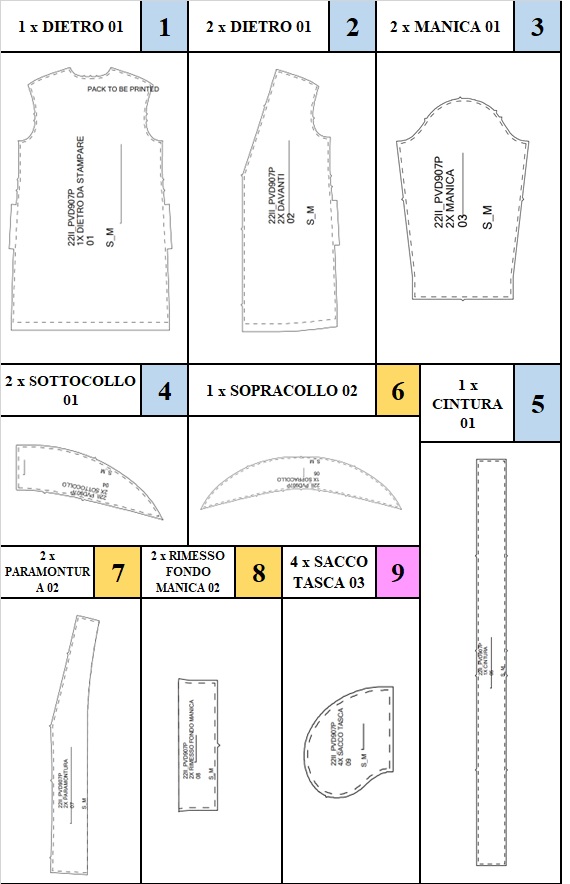 1 x DIETRO 01
1
2 x DIETRO 01
2
2 x MANICA 01
3
PACK TO BE PRINTED
22II_PVD907P
1X DIETRO DA STAMPARE
01
S_M
22II_PVD907P
2X DAVANTI
02
S_M
22II_PVD907P
2X MANICA
03
S_M
2 x SOTTOCOLLO
01
4
1 x SOPRACOLLO 02
6
1 x
CINTURA
01
5
22II_PVD907P
2X SOTTOCOLLO
04
S_M
22II_PVD907P
1X SOPRACOLLO
06
S_M
22II_PVD907P
1X CINTURA
S_M
2 x
PARAMONTUR
A 02
7
2 x RIMESSO
FONDO
MANICA 02
8
4 x SACCO
TASCA 03
9
22II_PVD907P
2X PARAMONTURA
07
S_M
22II_PVD907P
2X RIMESSO FONDO MANICA
08
S_M
22II_PVD907P
4X SACCO TASCA
09
S_M